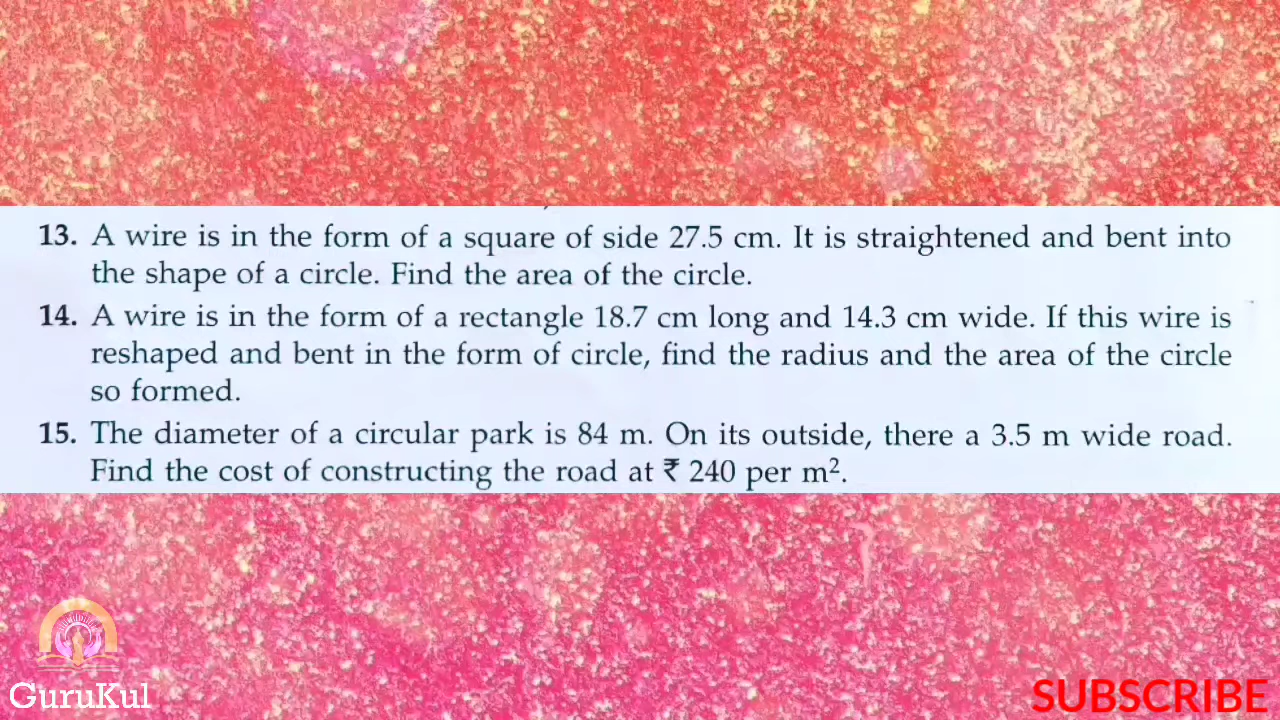 13. A wire is in the form of a square of side 27.5 cm. It is straightened and bent into
the shape of a circle. Find the area of the circle.
14. A wire is in the form of a rectangle 18.7 cm long and 14.3 cm wide. If this wire is
reshaped and bent in the form of circle, find the radius and the area of the circle
so formed.
15. The diameter of a circular park is 84 m. On its outside, there a 3.5 m wide road.
Find the cost of constructing the road at ₹ 240 per m².
GuruKul
SUBSCRIBE